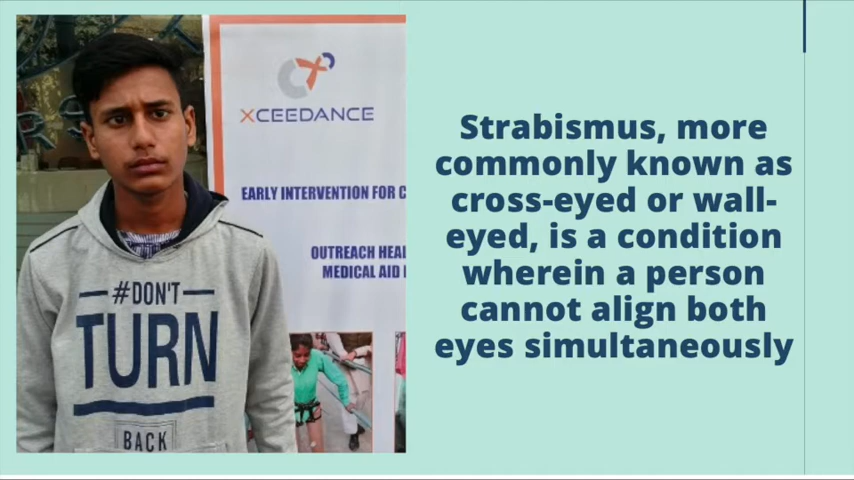 XCEEDANCE
EARLY INTERVENTION FOR C
OUTREACH HEAL
MEDICAL AID
#DON'T
TURN
BACK
Strabismus, more
commonly known as
cross-eyed or wall-
eyed, is a condition
wherein a person
cannot align both
eyes simultaneously